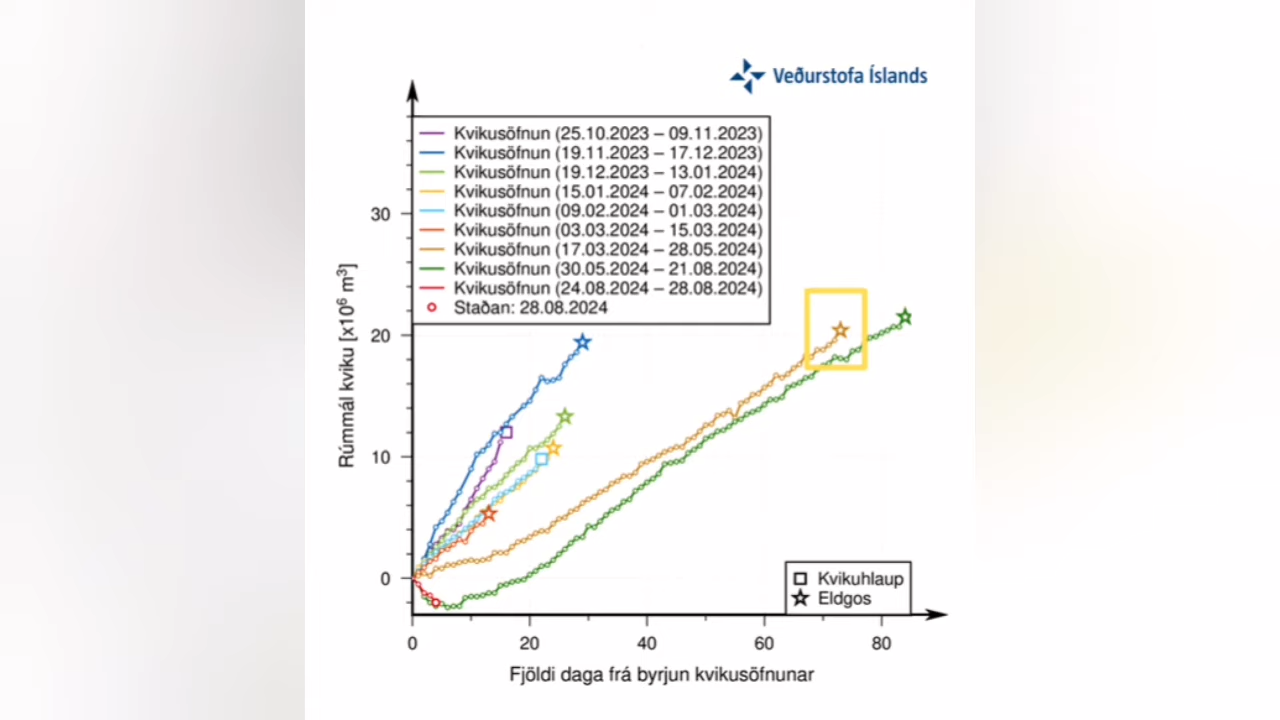 Veðurstofa Íslands
Kvikusöfnun (25.10.2023 – 09.11.2023)
Kvikusöfnun (19.11.2023 – 17.12.2023)
Kvikusöfnun (19.12.2023 – 13.01.2024)
Kvikusöfnun (15.01.2024 – 07.02.2024)
Kvikusöfnun (09.02.2024 – 01.03.2024)
Kvikusöfnun (03.03.2024 – 15.03.2024)
Kvikusöfnun (17.03.2024 – 28.05.2024)
Kvikusöfnun (30.05.2024 – 21.08.2024)
Kvikusöfnun (24.08.2024 – 28.08.2024)
Staðan: 28.08.2024
Rúmmál kviku [x10⁶ m³]
30
20
10
0
Kvikuhlaup
Eldgos
0 20 40 60 80
Fjöldi daga frá byrjun kvikusöfnunar